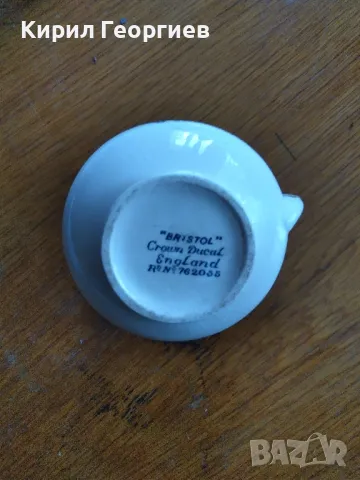 Кирил Георгиев
"BRISTOL"
Crown Ducal
England
Rᴰ Nº 762055
BAZAR